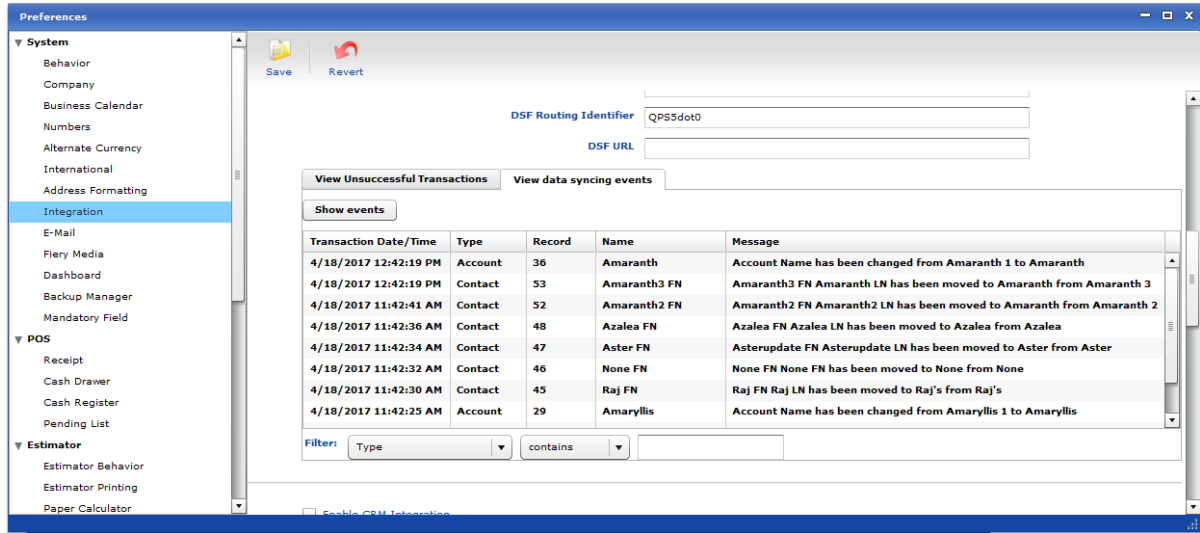 Preferences
System
Behavior
Company
Business Calendar
Numbers
Alternate Currency
International
Address Formatting
Integration
E-Mail
Fiery Media
Dashboard
Backup Manager
Mandatory Field
POS
Receipt
Cash Drawer
Cash Register
Pending List
Estimator
Estimator Behavior
Estimator Printing
Paper Calculator
Save Revert
DSF Routing Identifier QPS5dot0
DSF URL
View Unsuccessful Transactions View data syncing events
Show events
Transaction Date/Time Type Record Name Message
4/18/2017 12:42:19 PM Account 36 Amaranth Account Name has been changed from Amaranth 1 to Amaranth
4/18/2017 12:42:19 PM Contact 53 Amaranth3 FN Amaranth3 FN Amaranth LN has been moved to Amaranth from Amaranth 3
4/18/2017 11:42:41 AM Contact 52 Amaranth2 FN Amaranth2 FN Amaranth2 LN has been moved to Amaranth from Amaranth 2
4/18/2017 11:42:36 AM Contact 48 Azalea FN Azalea FN Azalea LN has been moved to Azalea from Azalea
4/18/2017 11:42:34 AM Contact 47 Aster FN Asterupdate FN Asterupdate LN has been moved to Aster from Aster
4/18/2017 11:42:32 AM Contact 46 None FN None FN None FN has been moved to None from None
4/18/2017 11:42:30 AM Contact 45 Raj FN Raj FN Raj LN has been moved to Raj's from Raj's
4/18/2017 11:42:25 AM Account 29 Amaryllis Account Name has been changed from Amaryllis 1 to Amaryllis
Filter: Type contains
Enable CRM Integration